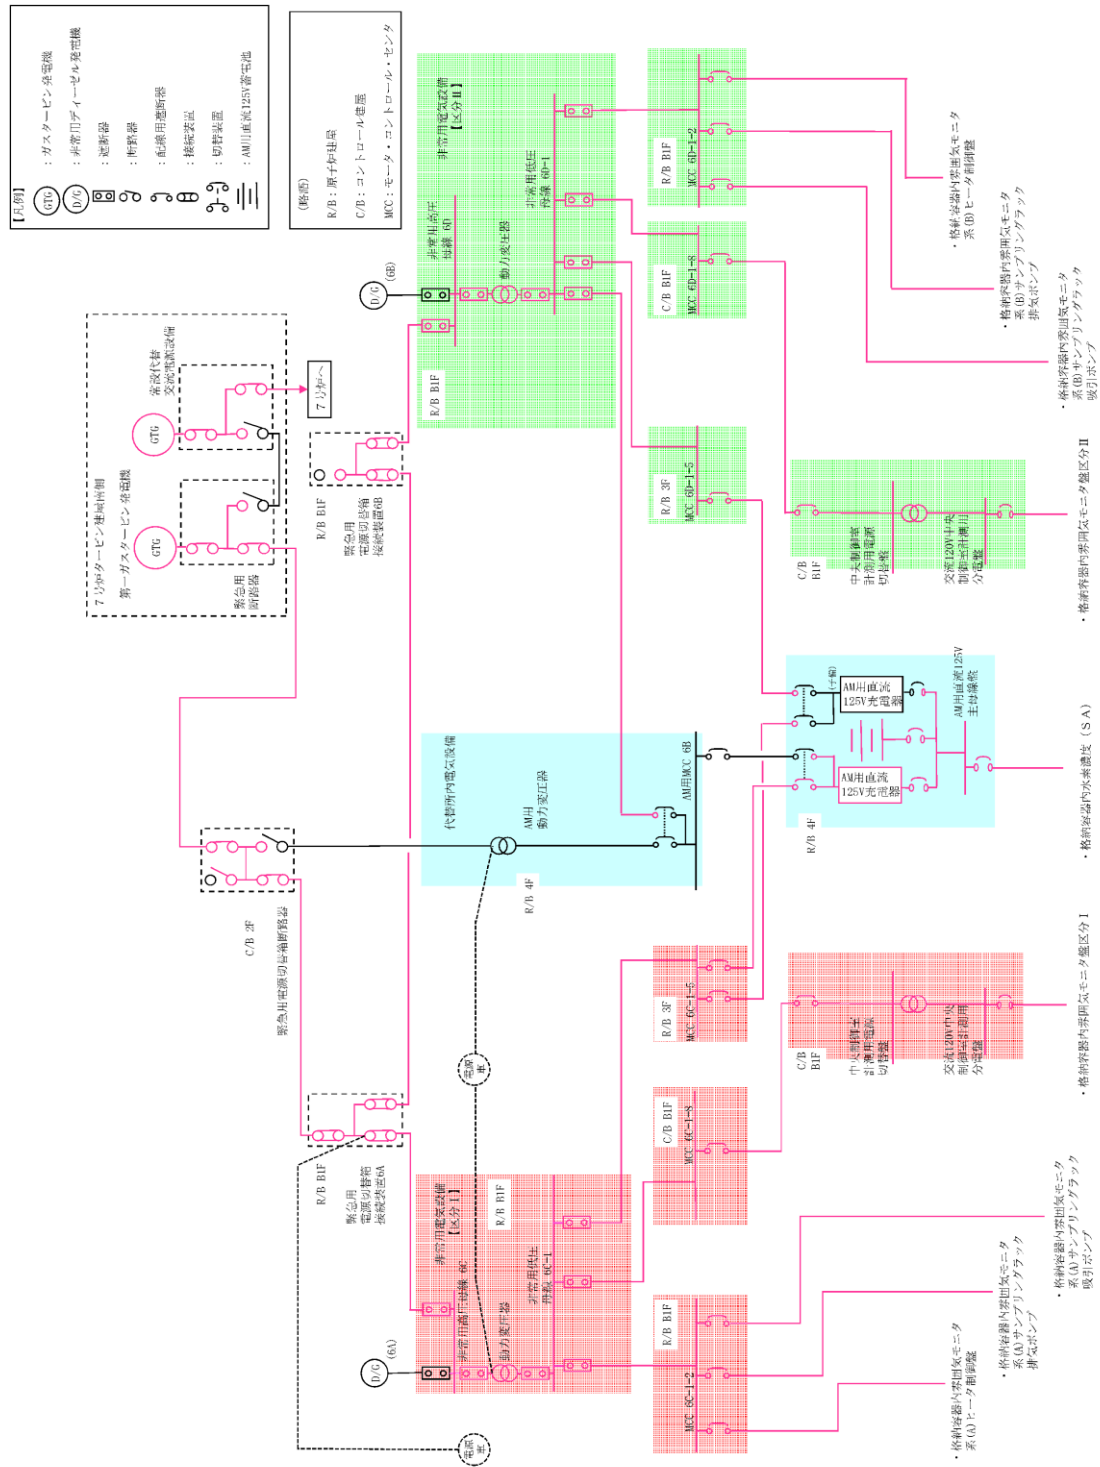 【凡例】
GTG
：ガスタービン発電機
D/G
：非常用ディーゼル発電機
：遮断器
：断路器
：配線用遮断器
：接続装置
：切替装置
：AM用直流125V蓄電池
（略語）
R/B：原子炉建屋
C/B：コントロール建屋
MCC：モータ・コントロール・センタ
7号炉タービン建屋南側
第一ガスタービン発電機
GTG
緊急用
断路器
常設代替
交流電源設備
GTG
7号炉へ
C/B 2F
緊急用電源切替箱断路器
R/B B1F
緊急用
電源切替箱
接続装置6A
R/B B1F
緊急用
電源切替箱
接続装置6B
電源
車
電源
車
D/G
(6A)
非常用電気設備
【区分Ⅰ】
R/B B1F
非常用高圧母線 6C
動力変圧器
非常用低圧
母線 6C-1
代替所内電気設備
AM用
動力変圧器
R/B 4F
AM用MCC 6B
D/G
(6B)
非常用電気設備
【区分Ⅱ】
R/B B1F
非常用高圧
母線 6D
動力変圧器
非常用低圧
母線 6D-1
R/B B1F
MCC 6C-1-2
C/B B1F
MCC 6C-1-8
R/B 3F
MCC 6C-1-5
R/B 3F
MCC 6D-1-5
C/B B1F
MCC 6D-1-8
R/B B1F
MCC 6D-1-2
C/B
B1F
中央制御室
計測用電源
切替盤
交流120V中央
制御室計測用
分電盤
R/B 4F
(予備)
AM用直流
125V充電器
AM用直流
125V充電器
AM用直流125V
主母線盤
C/B
B1F
中央制御室
計測用電源
切替盤
交流120V中央
制御室計測用
分電盤
・格納容器内雰囲気モニタ
系(A)ヒータ制御盤
・格納容器内雰囲気モニタ
系(A)サンプリングラック
排気ポンプ
・格納容器内雰囲気モニタ
系(A)サンプリングラック
吸引ポンプ
・格納容器内雰囲気モニタ盤区分Ⅰ
・格納容器内水素濃度（ＳＡ）
・格納容器内雰囲気モニタ盤区分Ⅱ
・格納容器内雰囲気モニタ
系(B)サンプリングラック
吸引ポンプ
・格納容器内雰囲気モニタ
系(B)サンプリングラック
排気ポンプ
・格納容器内雰囲気モニタ
系(B)ヒータ制御盤